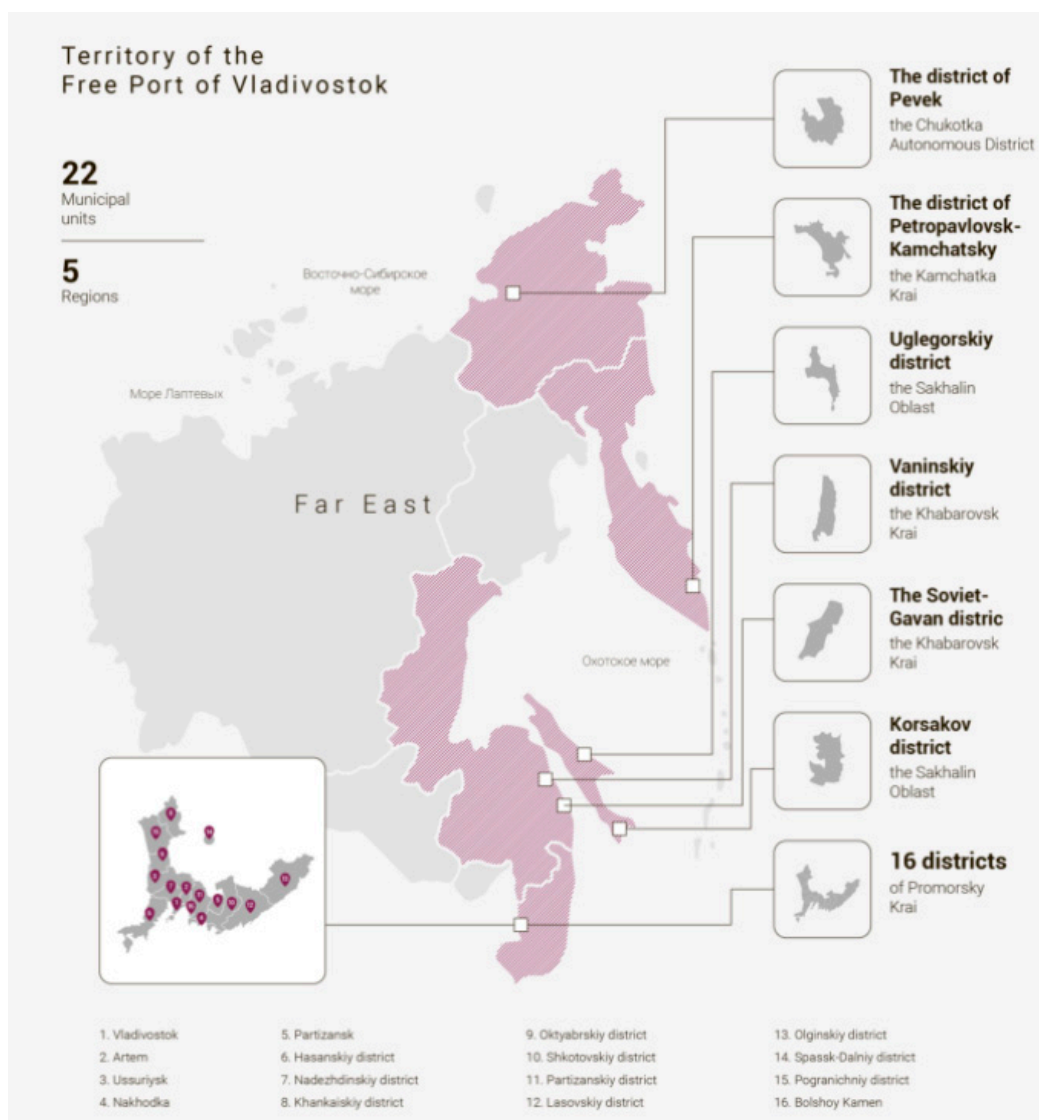 Territory of the
Free Port of Vladivostok
22
Municipal
units
5
Regions
Восточно-Сибирское
море
Море Лаптевых
Far East
Охотское море
The district of
Pevek
the Chukotka
Autonomous District
The district of
Petropavlovsk-
Kamchatsky
the Kamchatka
Krai
Uglegorskiy
district
the Sakhalin
Oblast
Vaninskiy
district
the Khabarovsk
Krai
The Soviet-
Gavan distric
the Khabarovsk
Krai
Korsakov
district
the Sakhalin
Oblast
16 districts
of Promorsky
Krai
1. Vladivostok
2. Artem
3. Ussuriysk
4. Nakhodka
5. Partizansk
6. Hasanskiy district
7. Nadezhdinskiy district
8. Khankaiskiy district
9. Oktyabrskiy district
10. Shkotovskiy district
11. Partizanskiy district
12. Lasovskiy district
13. Olginskiy district
14. Spassk-Dalniy district
15. Pogranichniy district
16. Bolshoy Kamen